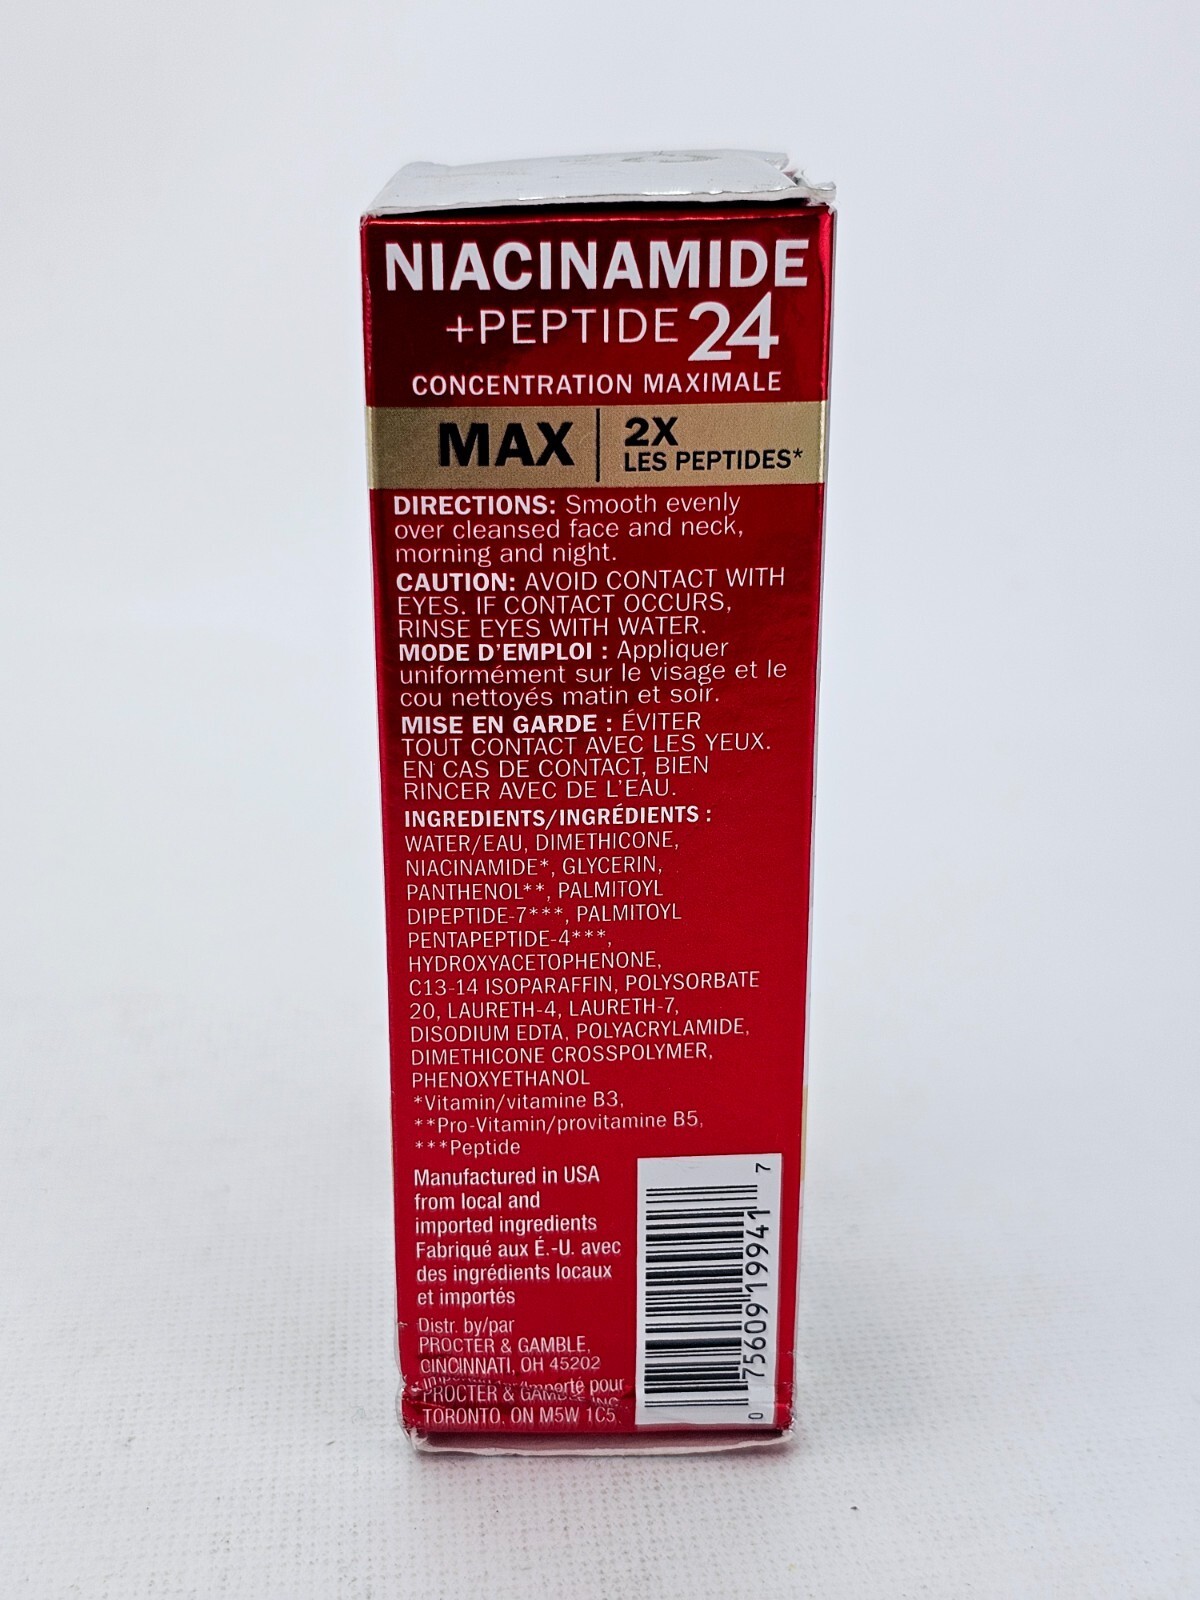 NIACINAMIDE
+PEPTIDE 24
CONCENTRATION MAXIMALE
MAX
2X
LES PEPTIDES*
DIRECTIONS: Smooth evenly
over cleansed face and neck,
morning and night.
CAUTION: AVOID CONTACT WITH
EYES. IF CONTACT OCCURS,
RINSE EYES WITH WATER.
MODE D'EMPLOI : Appliquer
uniformément sur le visage et le
cou nettoyés matin et soir.
MISE EN GARDE : ÉVITER
TOUT CONTACT AVEC LES YEUX.
EN CAS DE CONTACT, BIEN
RINCER AVEC DE L'EAU.
INGREDIENTS/INGRÉDIENTS :
WATER/EAU, DIMETHICONE,
NIACINAMIDE*, GLYCERIN,
PANTHENOL**, PALMITOYL
DIPEPTIDE-7***, PALMITOYL
PENTAPEPTIDE-4***,
HYDROXYACETOPHENONE,
C13-14 ISOPARAFFIN, POLYSORBATE
20, LAURETH-4, LAURETH-7,
DISODIUM EDTA, POLYACRYLAMIDE,
DIMETHICONE CROSSPOLYMER,
PHENOXYETHANOL
*Vitamin/vitamine B3,
**Pro-Vitamin/provitamine B5,
***Peptide
Manufactured in USA
from local and
imported ingredients
Fabriqué aux É.-U. avec
des ingrédients locaux
et importés
Distr. by/par
PROCTER & GAMBLE,
CINCINNATI, OH 45202
importé pour
PROCTER & GAMBLE INC.
TORONTO, ON M5W 1C5
0 75609 19941 7